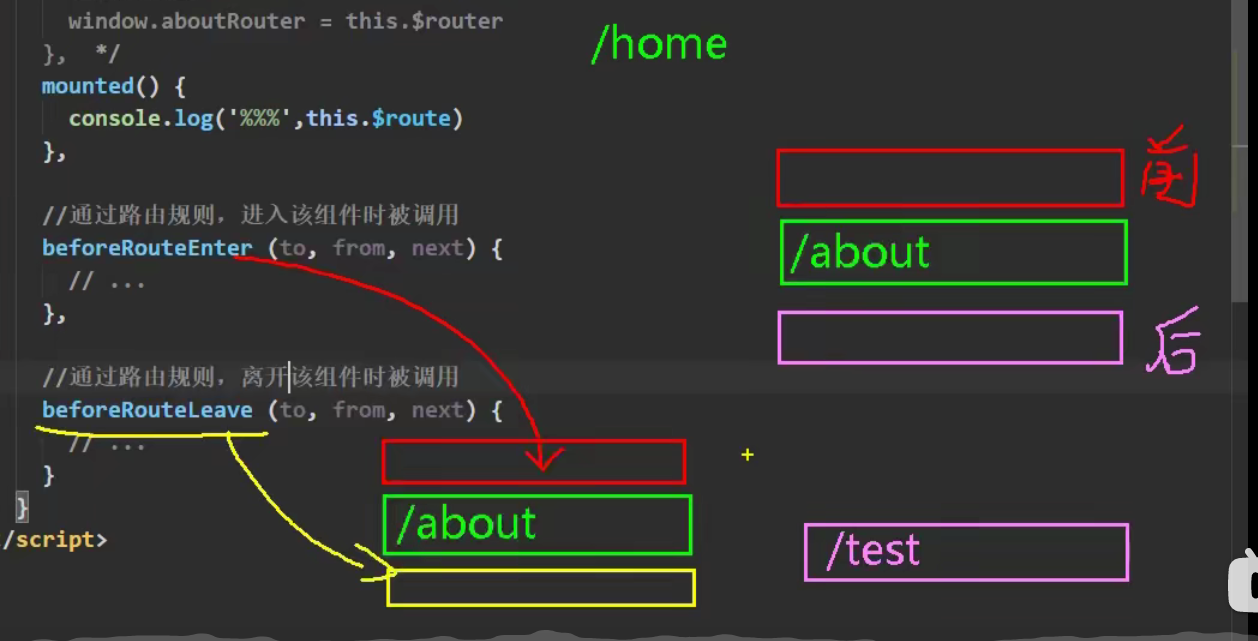 window.aboutRouter = this.$router
}, */
mounted() {
console.log('%%%',this.$route)
},
//通过路由规则，进入该组件时被调用
beforeRouteEnter (to, from, next) {
// ...
},
//通过路由规则，离开该组件时被调用
beforeRouteLeave (to, from, next) {
// ...
}
}
/script>
/home
前
/about
后
/about
/test